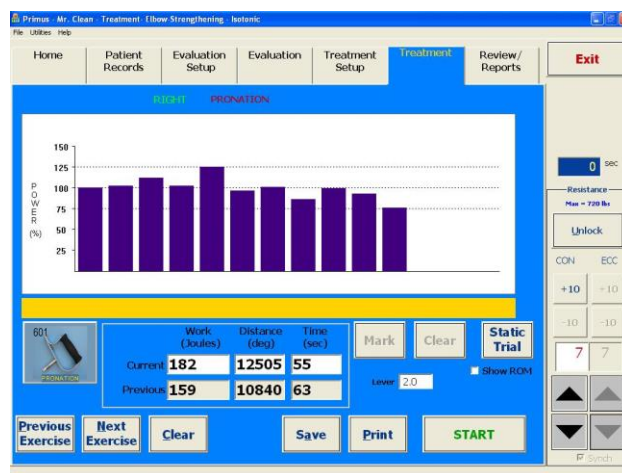 Primus - Mr. Clean - Treatment- Elbow Strengthening - Isotonic
File Utilities Help
Home
Patient Records
Evaluation Setup
Evaluation
Treatment Setup
Treatment
Review/ Reports
Exit
RIGHT PRONATION
150
125
100
75
50
25
POWER
(%)
0 sec
Resistance
Max = 720 lbs
Unlock
CON ECC
+10 +10
-10 -10
7 7
Synch
601
PRONATION
Work (Joules)
Distance (deg)
Time (sec)
Current 182 12505 55
Previous 159 10840 63
Mark
Clear
Static Trial
Show ROM
Lever 2.0
Previous Exercise
Next Exercise
Clear
Save
Print
START